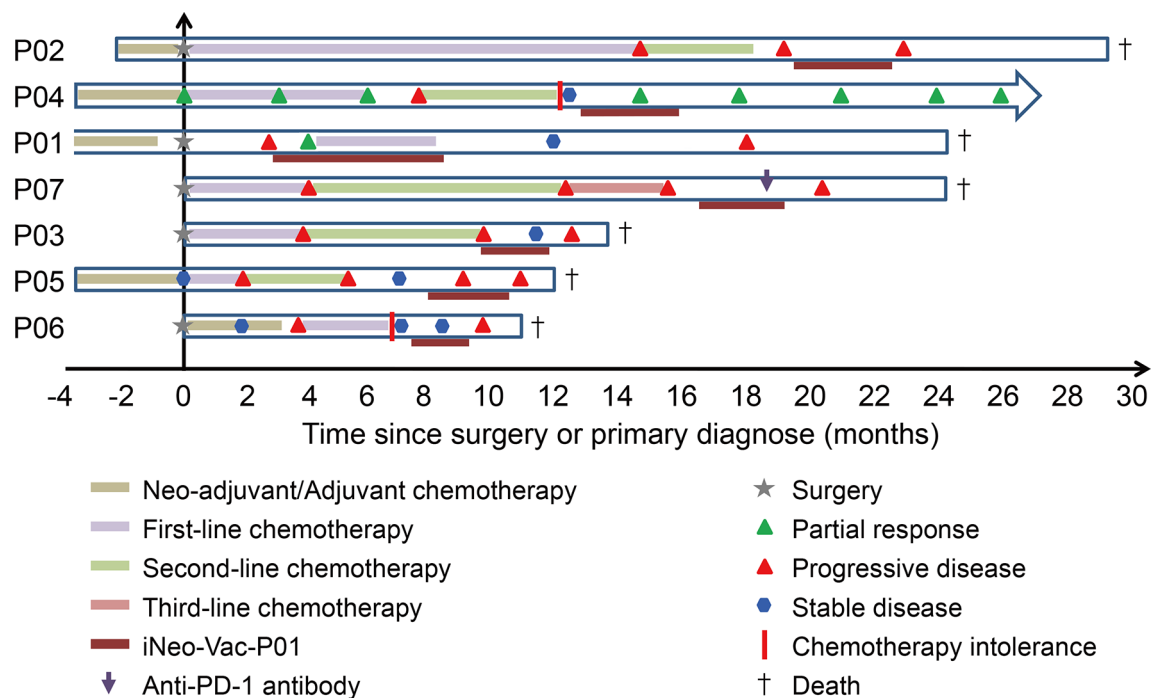 P02 †
P04
P01 †
P07 †
P03 †
P05 †
P06 †
-4 -2 0 2 4 6 8 10 12 14 16 18 20 22 24 26 28 30
Time since surgery or primary diagnose (months)
Neo-adjuvant/Adjuvant chemotherapy
First-line chemotherapy
Second-line chemotherapy
Third-line chemotherapy
iNeo-Vac-P01
Anti-PD-1 antibody
Surgery
Partial response
Progressive disease
Stable disease
Chemotherapy intolerance
† Death